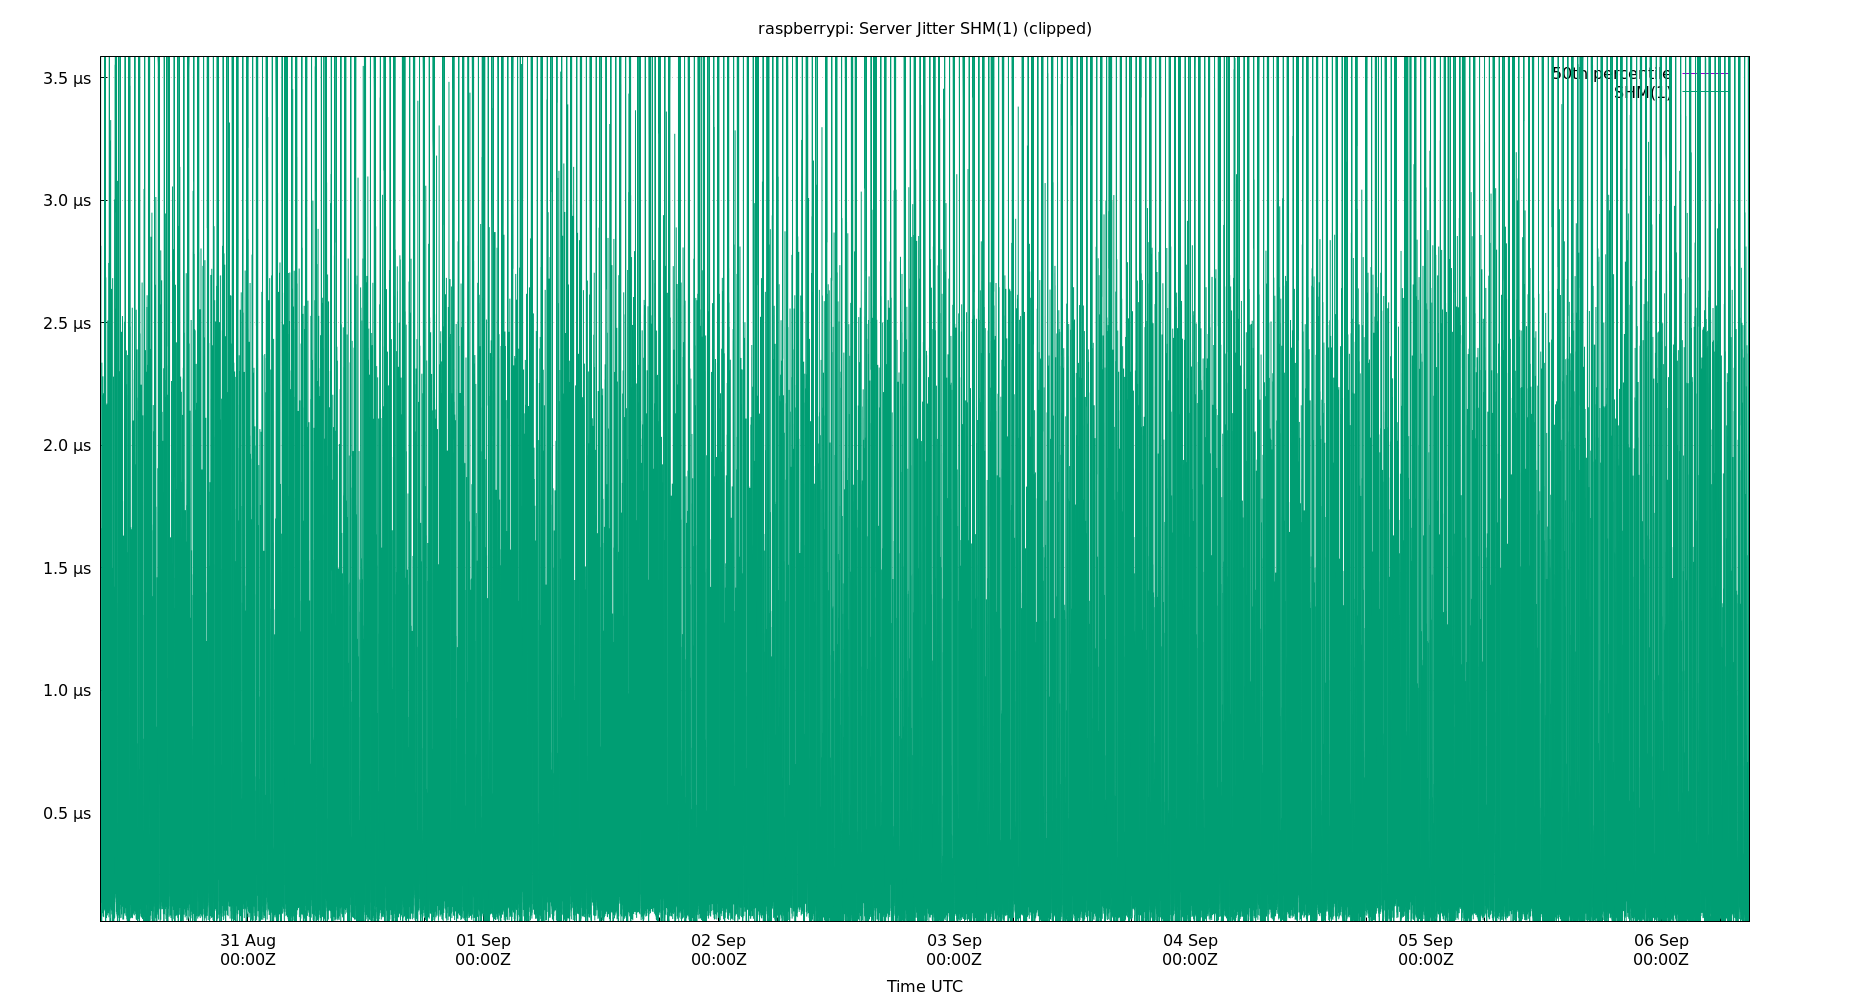 raspberrypi: Server Jitter SHM(1) (clipped)
50th percentile
SHM(1)
3.5 µs
3.0 µs
2.5 µs
2.0 µs
1.5 µs
1.0 µs
0.5 µs
31 Aug 01 Sep 02 Sep 03 Sep 04 Sep 05 Sep 06 Sep
00:00Z 00:00Z 00:00Z 00:00Z 00:00Z 00:00Z 00:00Z
Time UTC